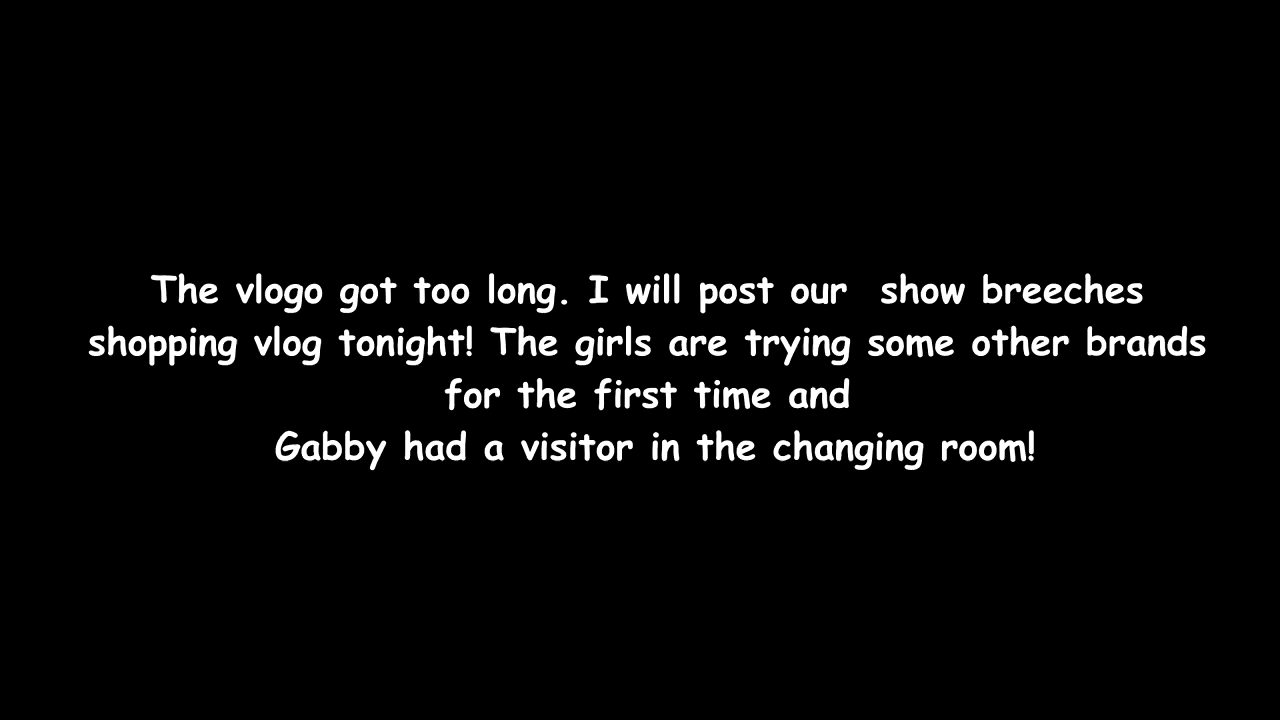 The vlogo got too long. I will post our  show breeches
shopping vlog tonight! The girls are trying some other brands
for the first time and
Gabby had a visitor in the changing room!